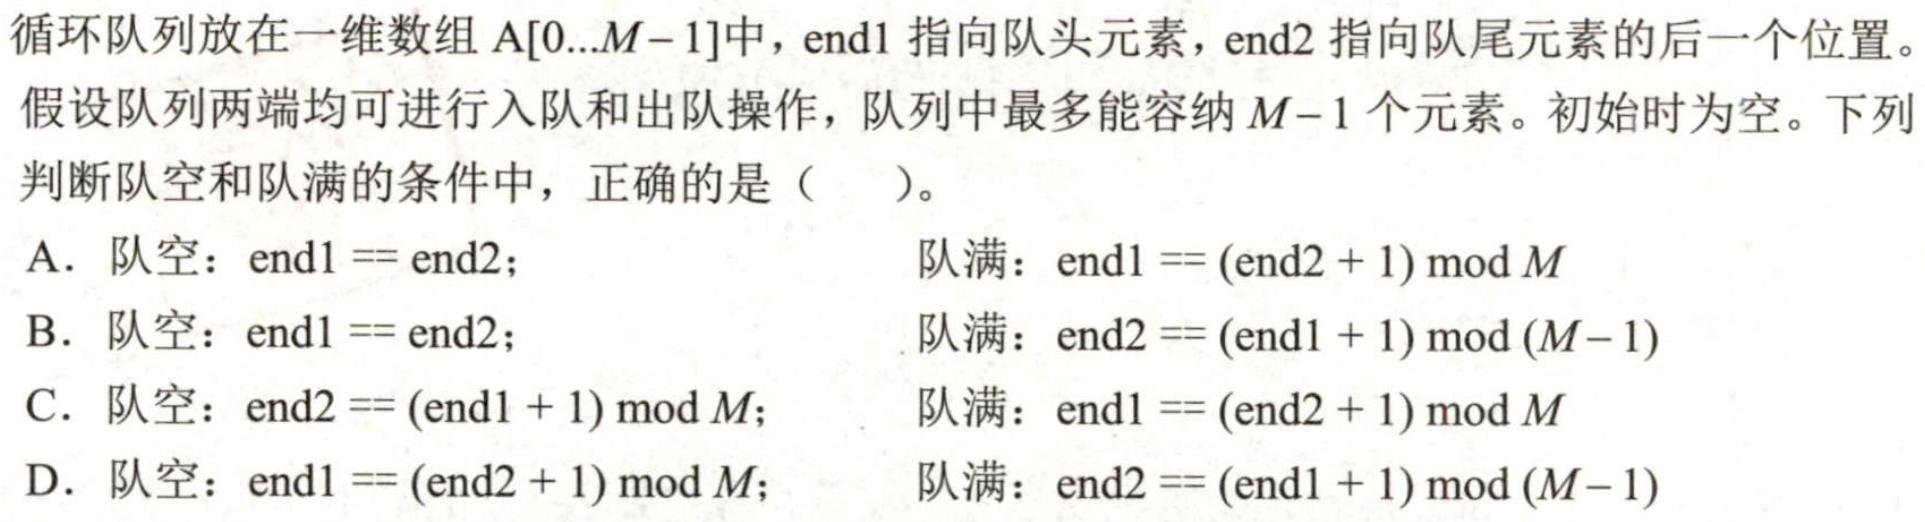 循环队列放在一维数组 A[0...M−1]中，end1 指向队头元素，end2 指向队尾元素的后一个位置。
假设队列两端均可进行入队和出队操作，队列中最多能容纳 M−1 个元素。初始时为空。下列
判断队空和队满的条件中，正确的是（　　）。
A．队空：end1 == end2；　　队满：end1 == (end2 + 1) mod M
B．队空：end1 == end2；　　队满：end2 == (end1 + 1) mod (M−1)
C．队空：end2 == (end1 + 1) mod M；　　队满：end1 == (end2 + 1) mod M
D．队空：end1 == (end2 + 1) mod M；　　队满：end2 == (end1 + 1) mod (M−1)